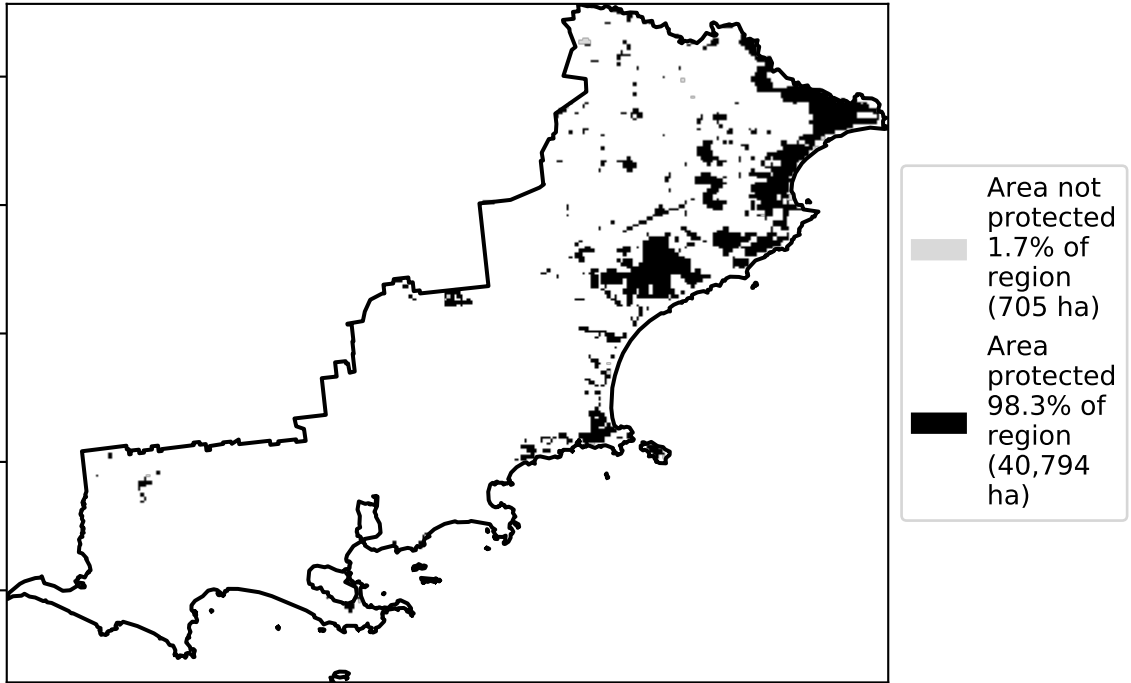 Area not
protected
1.7% of
region
(705 ha)
Area
protected
98.3% of
region
(40,794
ha)